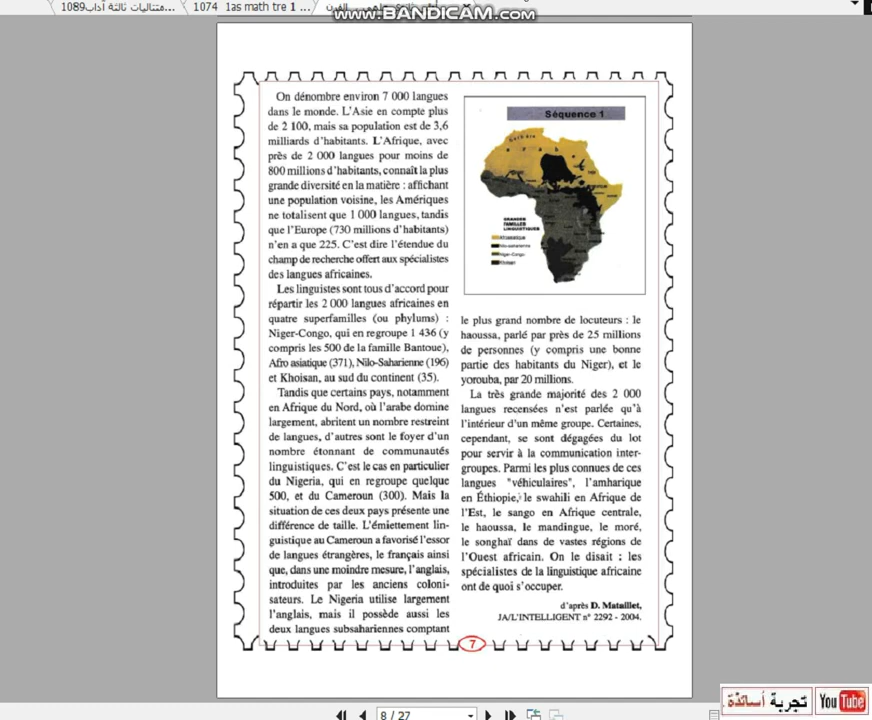 متتاليات ثالثة آداب1089...
1074
1as math tre 1 ...
www.BANDICAM.com
On dénombre environ 7 000 langues
dans le monde. L'Asie en compte plus
de 2 100, mais sa population est de 3,6
milliards d'habitants. L'Afrique, avec
près de 2 000 langues pour moins de
800 millions d'habitants, connaît la plus
grande diversité en la matière : affichant
une population voisine, les Amériques
ne totalisent que 1 000 langues, tandis
que l'Europe (730 millions d'habitants)
n'en a que 225. C'est dire l'étendue du
champ de recherche offert aux spécialistes
des langues africaines.
Les linguistes sont tous d'accord pour
répartir les 2 000 langues africaines en
quatre superfamilles (ou phylums) :
Niger-Congo, qui en regroupe 1 436 (y
compris les 500 de la famille Bantoue),
Afro asiatique (371), Nilo-Saharienne (196)
et Khoisan, au sud du continent (35).
Tandis que certains pays, notamment
en Afrique du Nord, où l'arabe domine
largement, abritent un nombre restreint
de langues, d'autres sont le foyer d'un
nombre étonnant de communautés
linguistiques. C'est le cas en particulier
du Nigeria, qui en regroupe quelque
500, et du Cameroun (300). Mais la
situation de ces deux pays présente une
différence de taille. L'émiettement lin-
guistique au Cameroun a favorisé l'essor
de langues étrangères, le français ainsi
que, dans une moindre mesure, l'anglais,
introduites par les anciens coloni-
sateurs. Le Nigeria utilise largement
l'anglais, mais il possède aussi les
deux langues subsahariennes comptant
Séquence 1
GRANDES
FAMILLES
LINGUISTIQUES
Afroasiatique
Nilo-saharienne
Niger-Congo
Khoisan
le plus grand nombre de locuteurs : le
haoussa, parlé par près de 25 millions
de personnes (y compris une bonne
partie des habitants du Niger), et le
yorouba, par 20 millions.
La très grande majorité des 2 000
langues recensées n'est parlée qu'à
l'intérieur d'un même groupe. Certaines,
cependant, se sont dégagées du lot
pour servir à la communication inter-
groupes. Parmi les plus connues de ces
langues "véhiculaires", l'amharique
en Éthiopie, le swahili en Afrique de
l'Est, le sango en Afrique centrale,
le haoussa, le mandingue, le moré,
le songhaï dans de vastes régions de
l'Ouest africain. On le disait : les
spécialistes de la linguistique africaine
ont de quoi s'occuper.
d'après D. Mataillet,
JA/L'INTELLIGENT n° 2292 - 2004.
7
تجربة أساتذة
YouTube
8 / 27